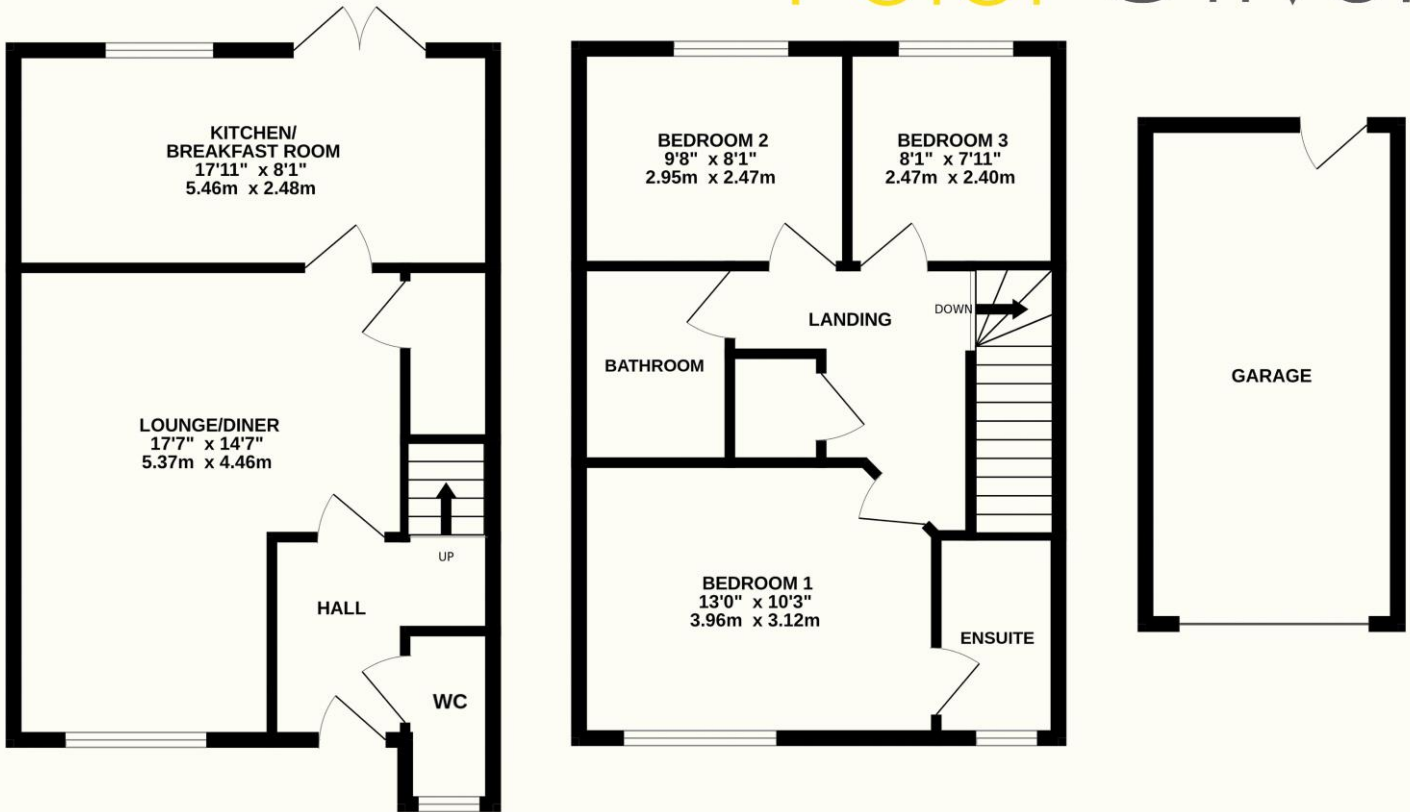 KITCHEN/
BREAKFAST ROOM
17'11" x 8'1"
5.46m x 2.48m
LOUNGE/DINER
17'7" x 14'7"
5.37m x 4.46m
UP
HALL
WC
BEDROOM 2
9'8" x 8'1"
2.95m x 2.47m
BEDROOM 3
8'1" x 7'11"
2.47m x 2.40m
LANDING
DOWN
BATHROOM
BEDROOM 1
13'0" x 10'3"
3.96m x 3.12m
ENSUITE
GARAGE